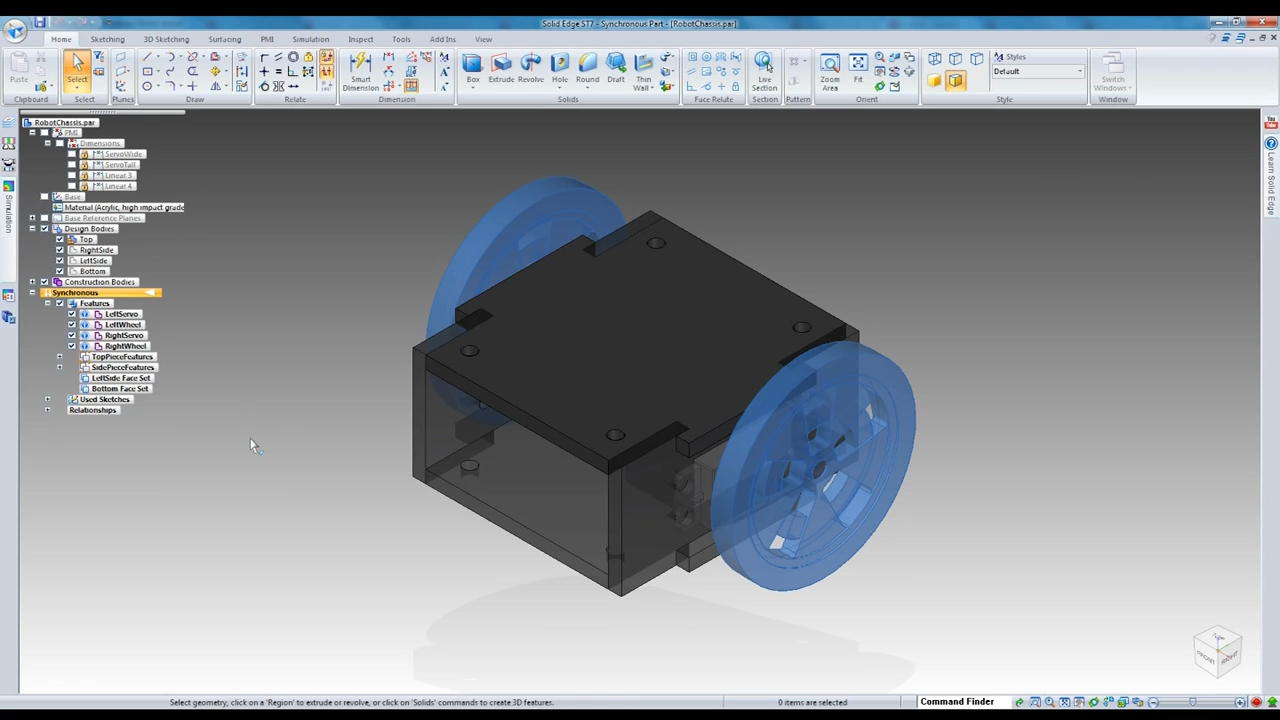 Solid Edge ST7 - Synchronous Part - [RobotChassis.par]
Home Sketching 3D Sketching Surfacing PMI Simulation Inspect Tools Add Ins View
Paste
Clipboard
Select
Select
Planes
Draw
Relate
Smart Dimension
Dimension
Box
Extrude
Revolve
Hole
Round
Draft
Thin Wall
Solids
Face Relate
Live Section
Section
Pattern
Zoom Area
Fit
Orient
Styles
Default
Style
Switch Windows
Window
RobotChassis.par
PMI
Dimensions
ServoWide
ServoTall
Linear 3
Linear 4
Base
Material (Acrylic, high impact grade
Base Reference Planes
Design Bodies
Top
RightSide
LeftSide
Bottom
Construction Bodies
Synchronous
Features
LeftServo
LeftWheel
RightServo
RightWheel
TopPieceFeatures
SidePieceFeatures
LeftSide Face Set
Bottom Face Set
Used Sketches
Relationships
Simulation
You Tube
Learn Solid Edge
FRONT
RIGHT
Select geometry, click on a 'Region' to extrude or revolve, or click on 'Solids' commands to create 3D features.
0 items are selected
Command Finder